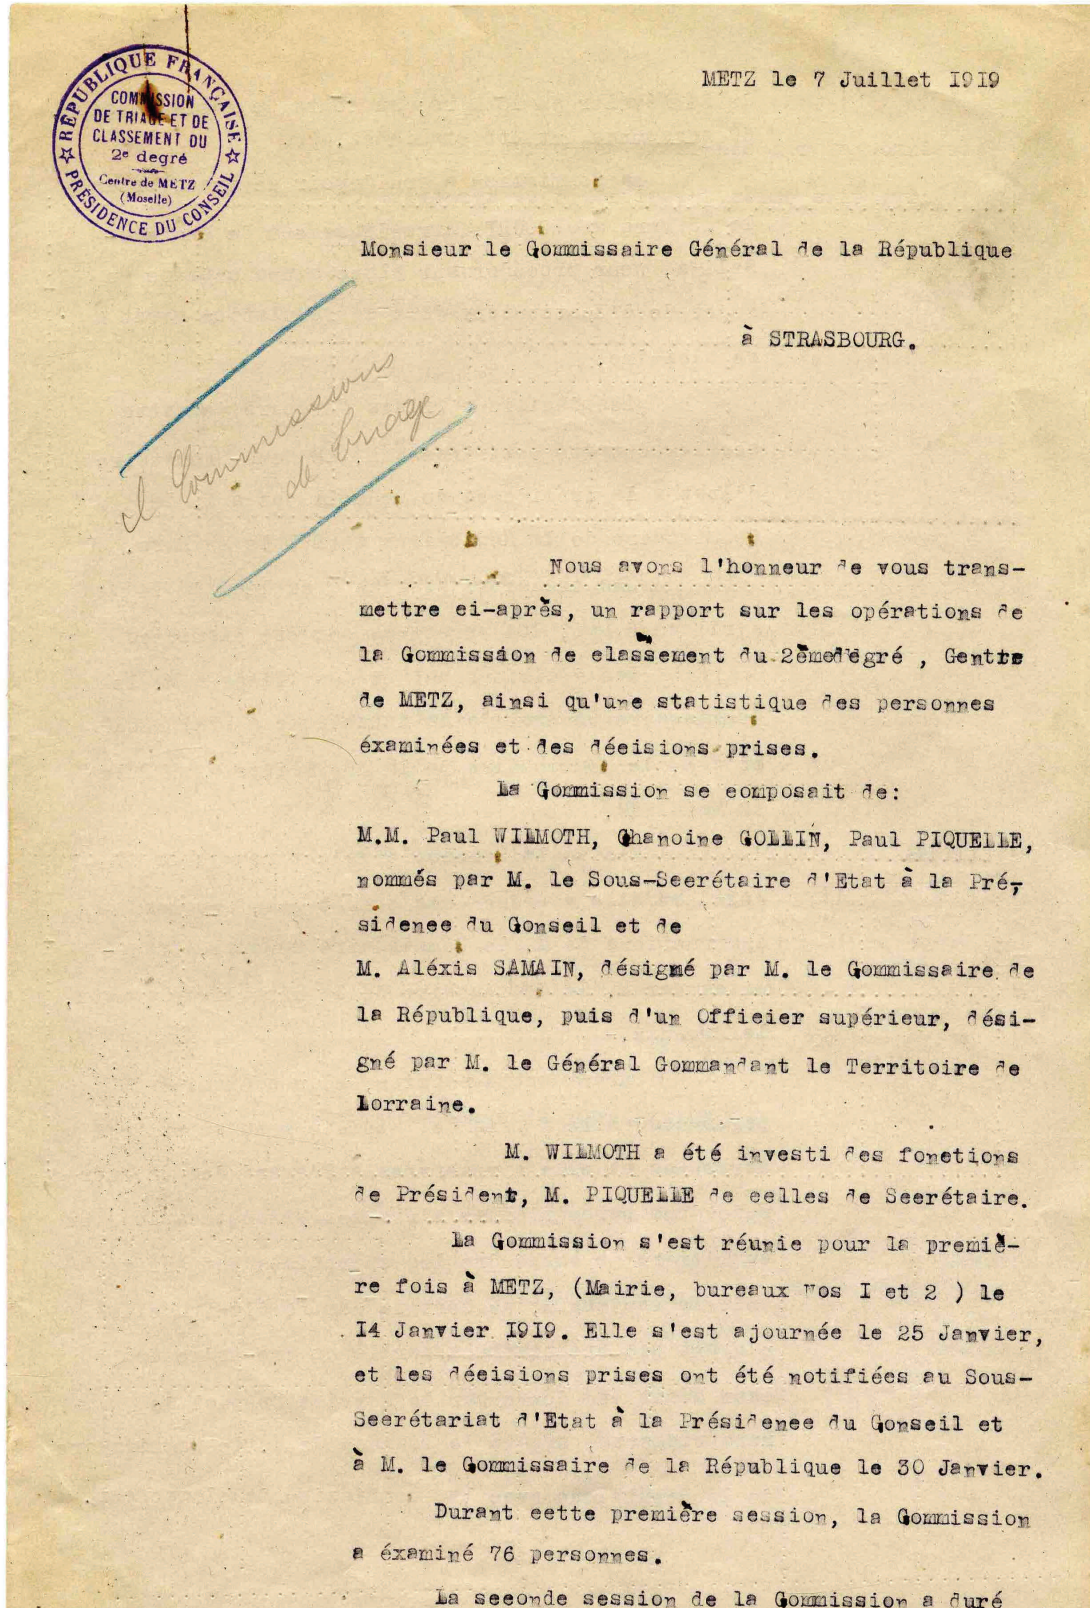 RÉPUBLIQUE FRANÇAISE
COMMISSION
DE TRIAGE ET DE
CLASSEMENT DU
2e degré
Centre de METZ
(Moselle)
PRÉSIDENCE DU CONSEIL
METZ le 7 Juillet I9I9
Monsieur le Commissaire Général de la République
à STRASBOURG.
Commissions
de triage
Nous avons l'honneur de vous trans-
mettre ci-après, un rapport sur les opérations de
la Commission de classement du 2èmedegré , Centre
de METZ, ainsi qu'une statistique des personnes
éxaminées et des décisions prises.
La Commission se composait de:
M.M. Paul WILMOTH, Chanoine COLLIN, Paul PIQUELLE,
nommés par M. le Sous-Secrétaire d'Etat à la Pré-
sidence du Conseil et de
M. Aléxis SAMAIN, désigné par M. le Commissaire de
la République, puis d'un Officier supérieur, dési-
gné par M. le Général Commandant le Territoire de
Lorraine.
M. WILMOTH a été investi des fonctions
de Président, M. PIQUELLE de celles de Secrétaire.
La Commission s'est réunie pour la premiè-
re fois à METZ, (Mairie, bureaux Nos I et 2 ) le
I4 Janvier I9I9. Elle s'est ajournée le 25 Janvier,
et les décisions prises ont été notifiées au Sous-
Secrétariat d'Etat à la Présidence du Conseil et
à M. le Commissaire de la République le 30 Janvier.
Durant cette première session, la Commission
a éxaminé 76 personnes.
La seconde session de la Commission a duré